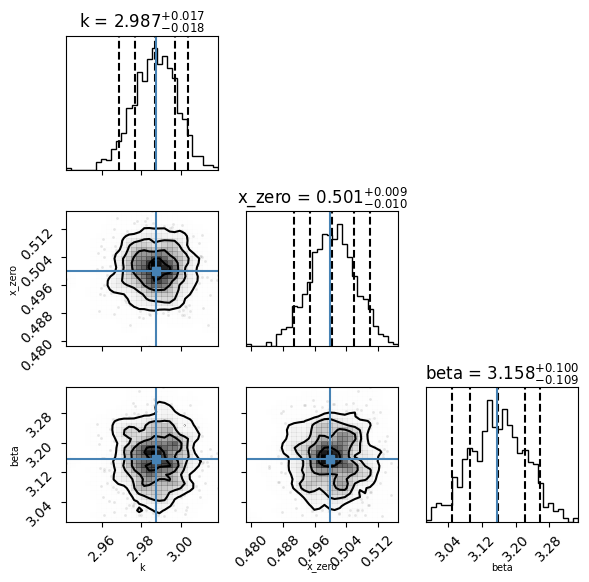 k = 2.987+0.017−0.018
x_zero = 0.501+0.009−0.010
x_zero
0.512
0.504
0.496
0.488
0.480
beta = 3.158+0.100−0.109
beta
3.28
3.20
3.12
3.04
2.96 2.98 3.00
k
0.480 0.488 0.496 0.504 0.512
x_zero
3.04 3.12 3.20 3.28
beta